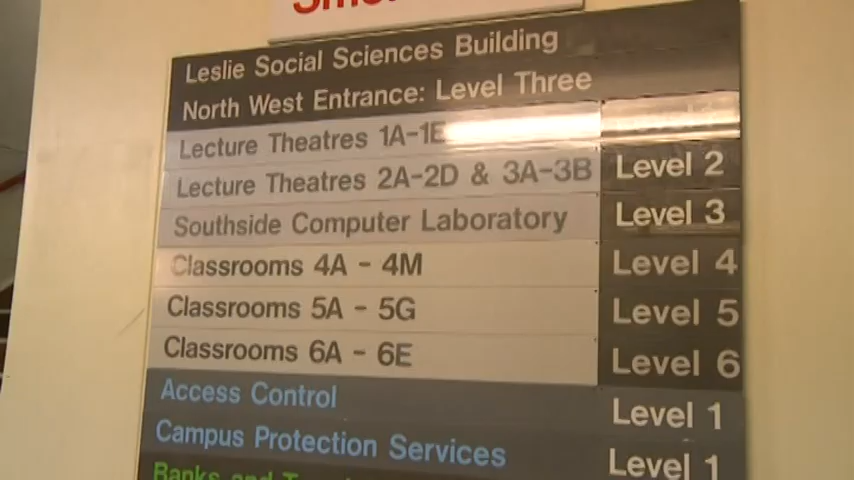 Leslie Social Sciences Building
North West Entrance: Level Three
Lecture Theatres 1A-1E
Lecture Theatres 2A-2D & 3A-3B Level 2
Southside Computer Laboratory Level 3
Classrooms 4A - 4M Level 4
Classrooms 5A - 5G Level 5
Classrooms 6A - 6E Level 6
Access Control Level 1
Campus Protection Services Level 1
Banks and